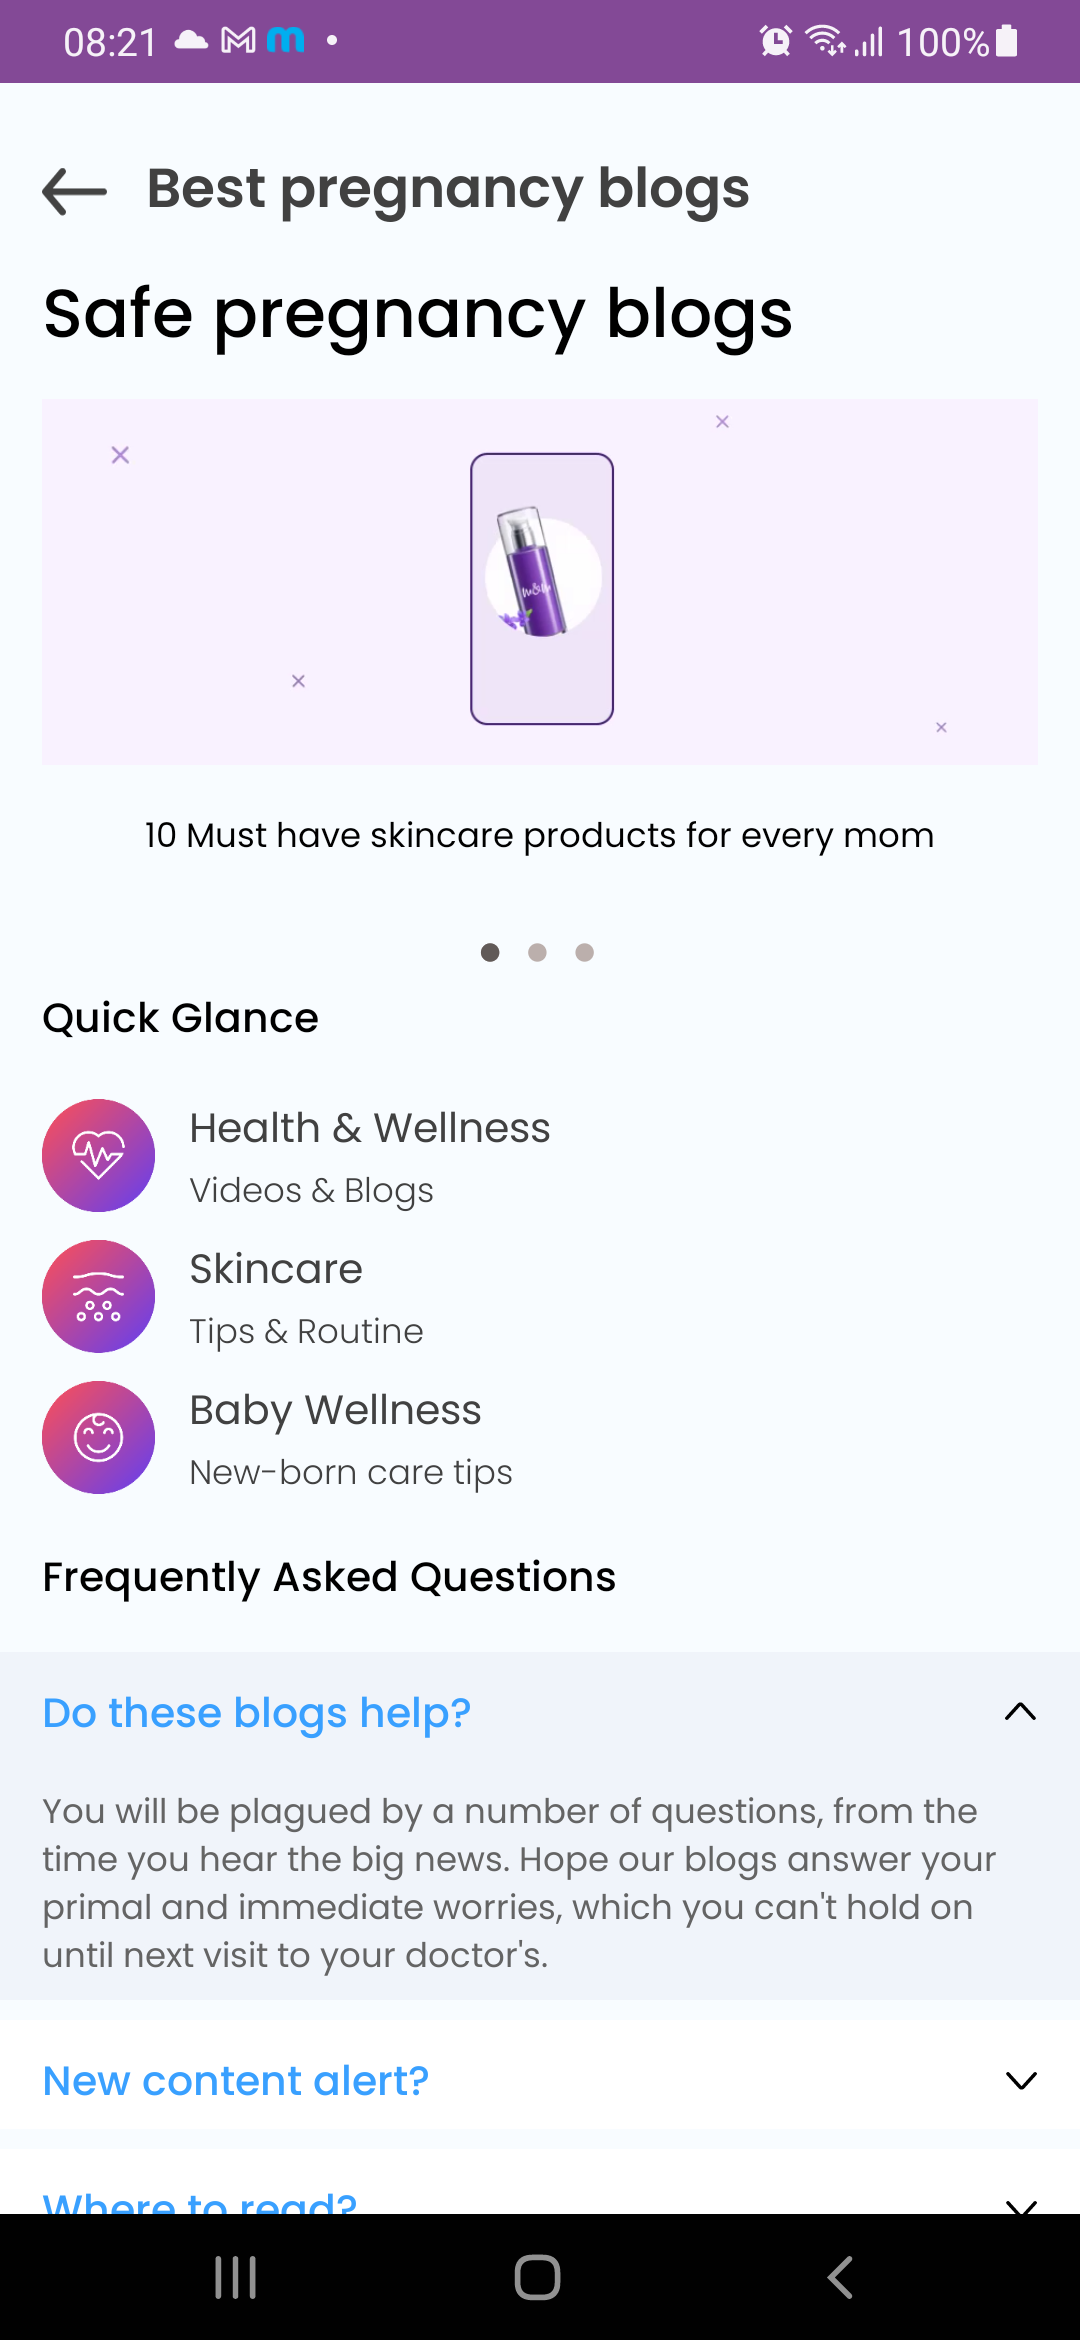 08:21
100%
Best pregnancy blogs
Safe pregnancy blogs
10 Must have skincare products for every mom
Quick Glance
Health & Wellness
Videos & Blogs
Skincare
Tips & Routine
Baby Wellness
New-born care tips
Frequently Asked Questions
Do these blogs help?
You will be plagued by a number of questions, from the
time you hear the big news. Hope our blogs answer your
primal and immediate worries, which you can't hold on
until next visit to your doctor's.
New content alert?
Where to read?